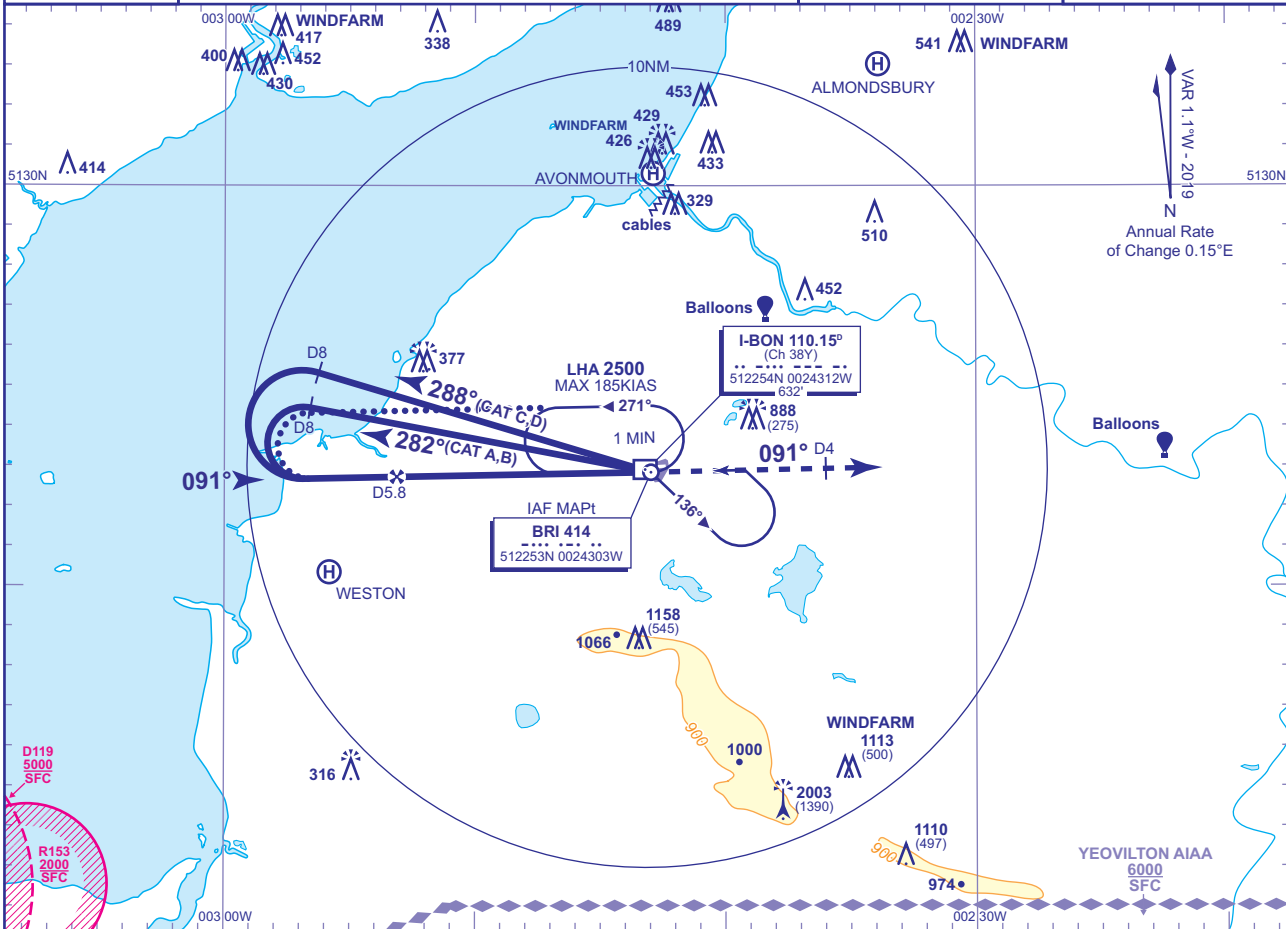 003 00W
WINDFARM
417
400
452
430
338
489
002 30W
541
WINDFARM
ALMONDSBURY
10NM
453
429
WINDFARM
426
433
414
VAR 1.1°W - 2019
5130N
AVONMOUTH
5130N
329
cables
510
N
Annual Rate
of Change 0.15°E
452
Balloons
I-BON 110.15ᴰ
(Ch 38Y)
512254N 0024312W
632'
D8
377
LHA 2500
MAX 185KIAS
288° (CAT C,D)
271°
888
(275)
D8
282° (CAT A,B)
1 MIN
Balloons
091°
D4
091°
D5.8
136°
IAF MAPt
BRI 414
512253N 0024303W
WESTON
1158
(545)
1066
900
WINDFARM
1113
(500)
1000
316
2003
(1390)
D119
5000
SFC
R153
2000
SFC
1110
(497)
900
974
YEOVILTON AIAA
6000
SFC
003 00W
002 30W